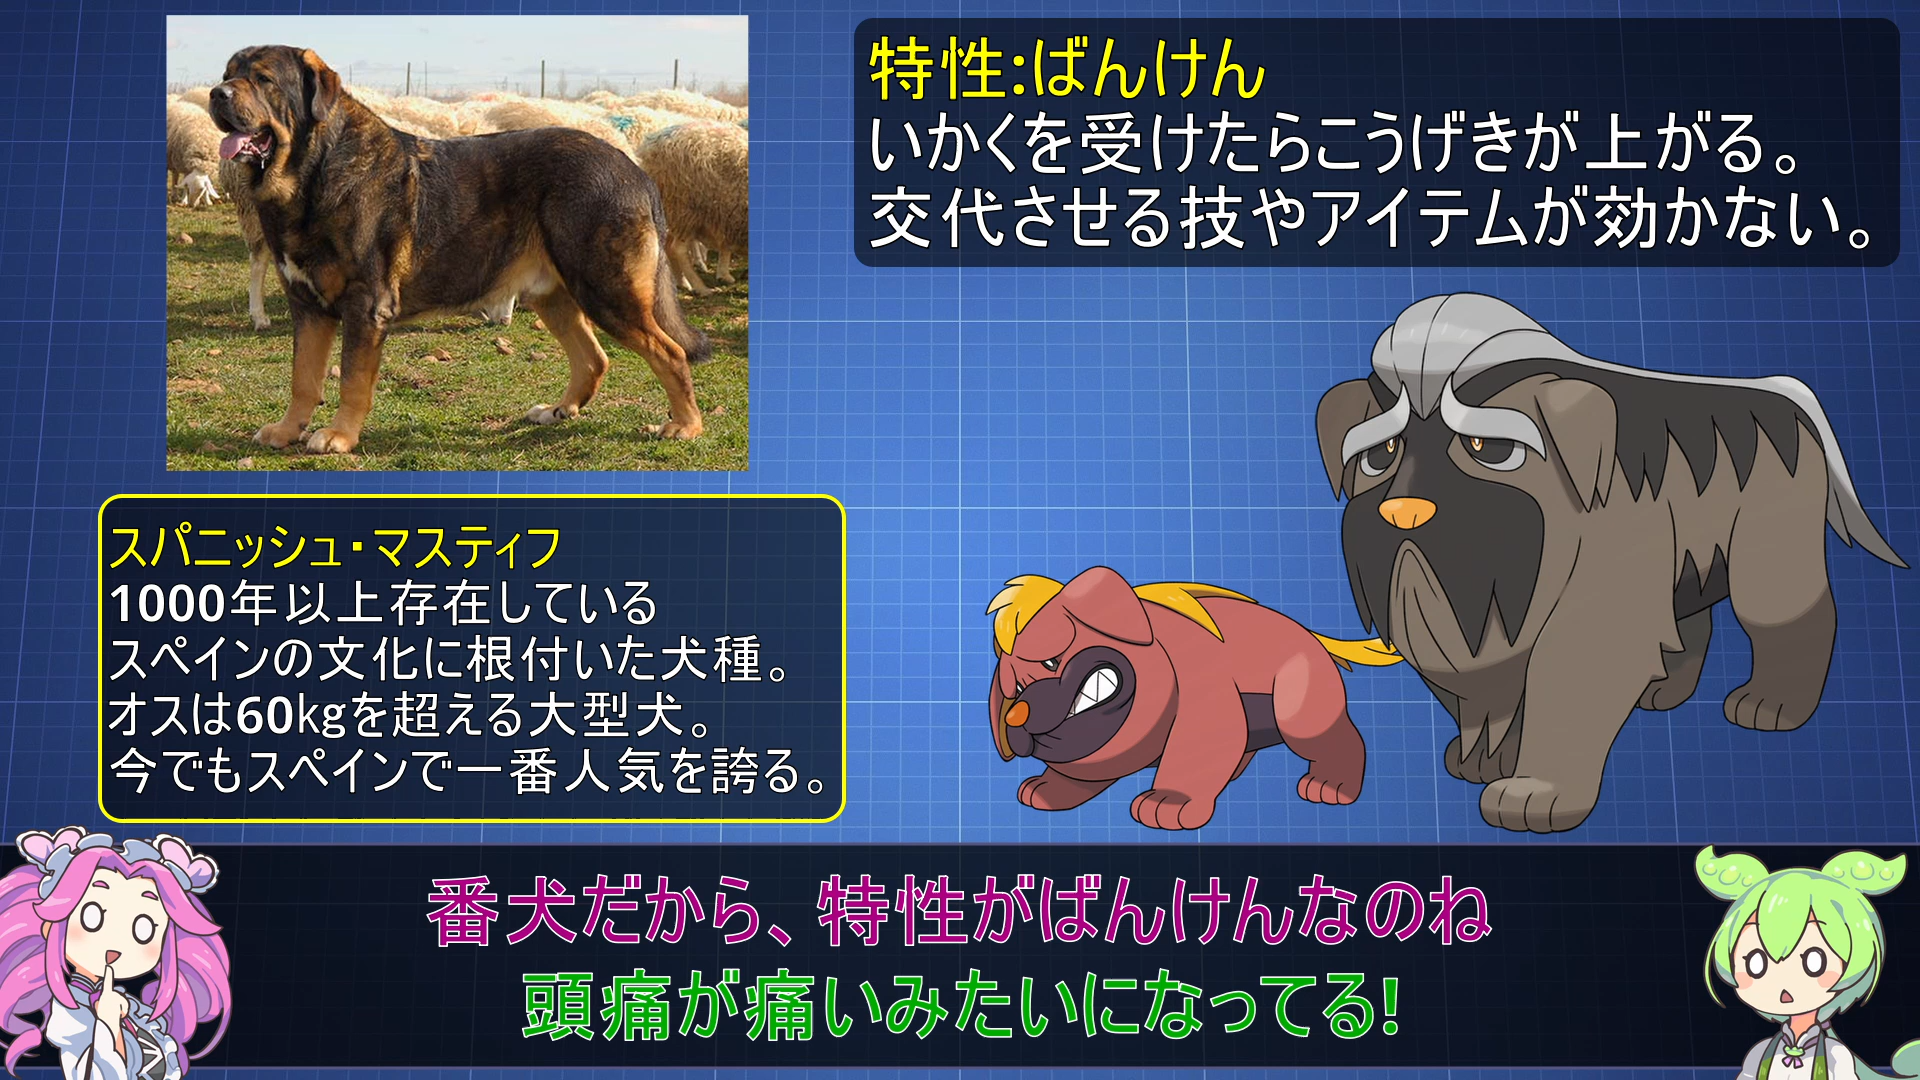 特性:ばんけん
いかくを受けたらこうげきが上がる。
交代させる技やアイテムが効かない。
スパニッシュ・マスティフ
1000年以上存在している
スペインの文化に根付いた犬種。
オスは60kgを超える大型犬。
今でもスペインで一番人気を誇る。
番犬だから、特性がばんけんなのね
頭痛が痛いみたいになってる!